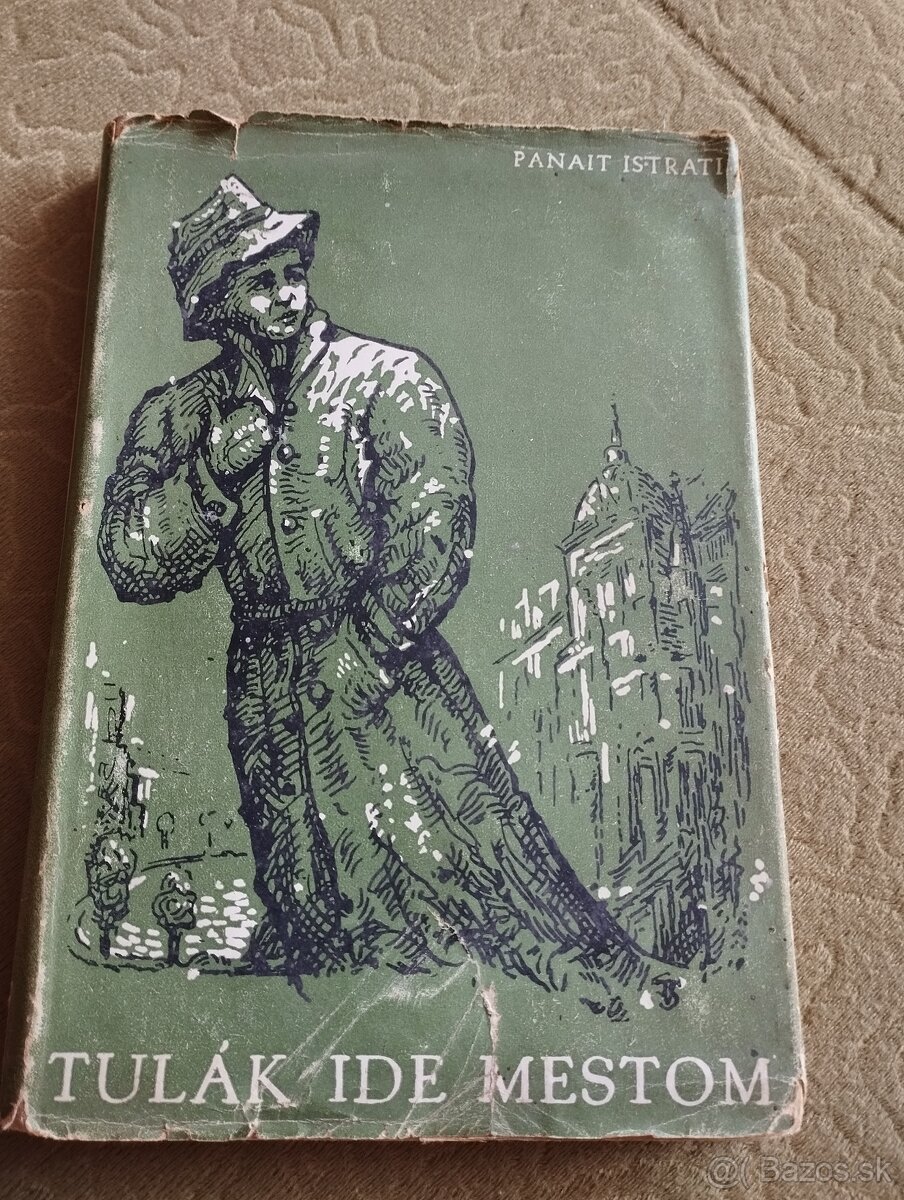 PANAIT ISTRATI
TULÁK IDE MESTOM
@( Bazos.sk